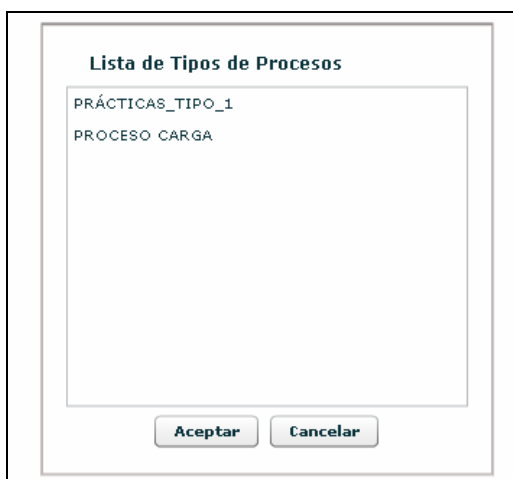 Lista de Tipos de Procesos
PRÁCTICAS_TIPO_1
PROCESO CARGA
Aceptar Cancelar